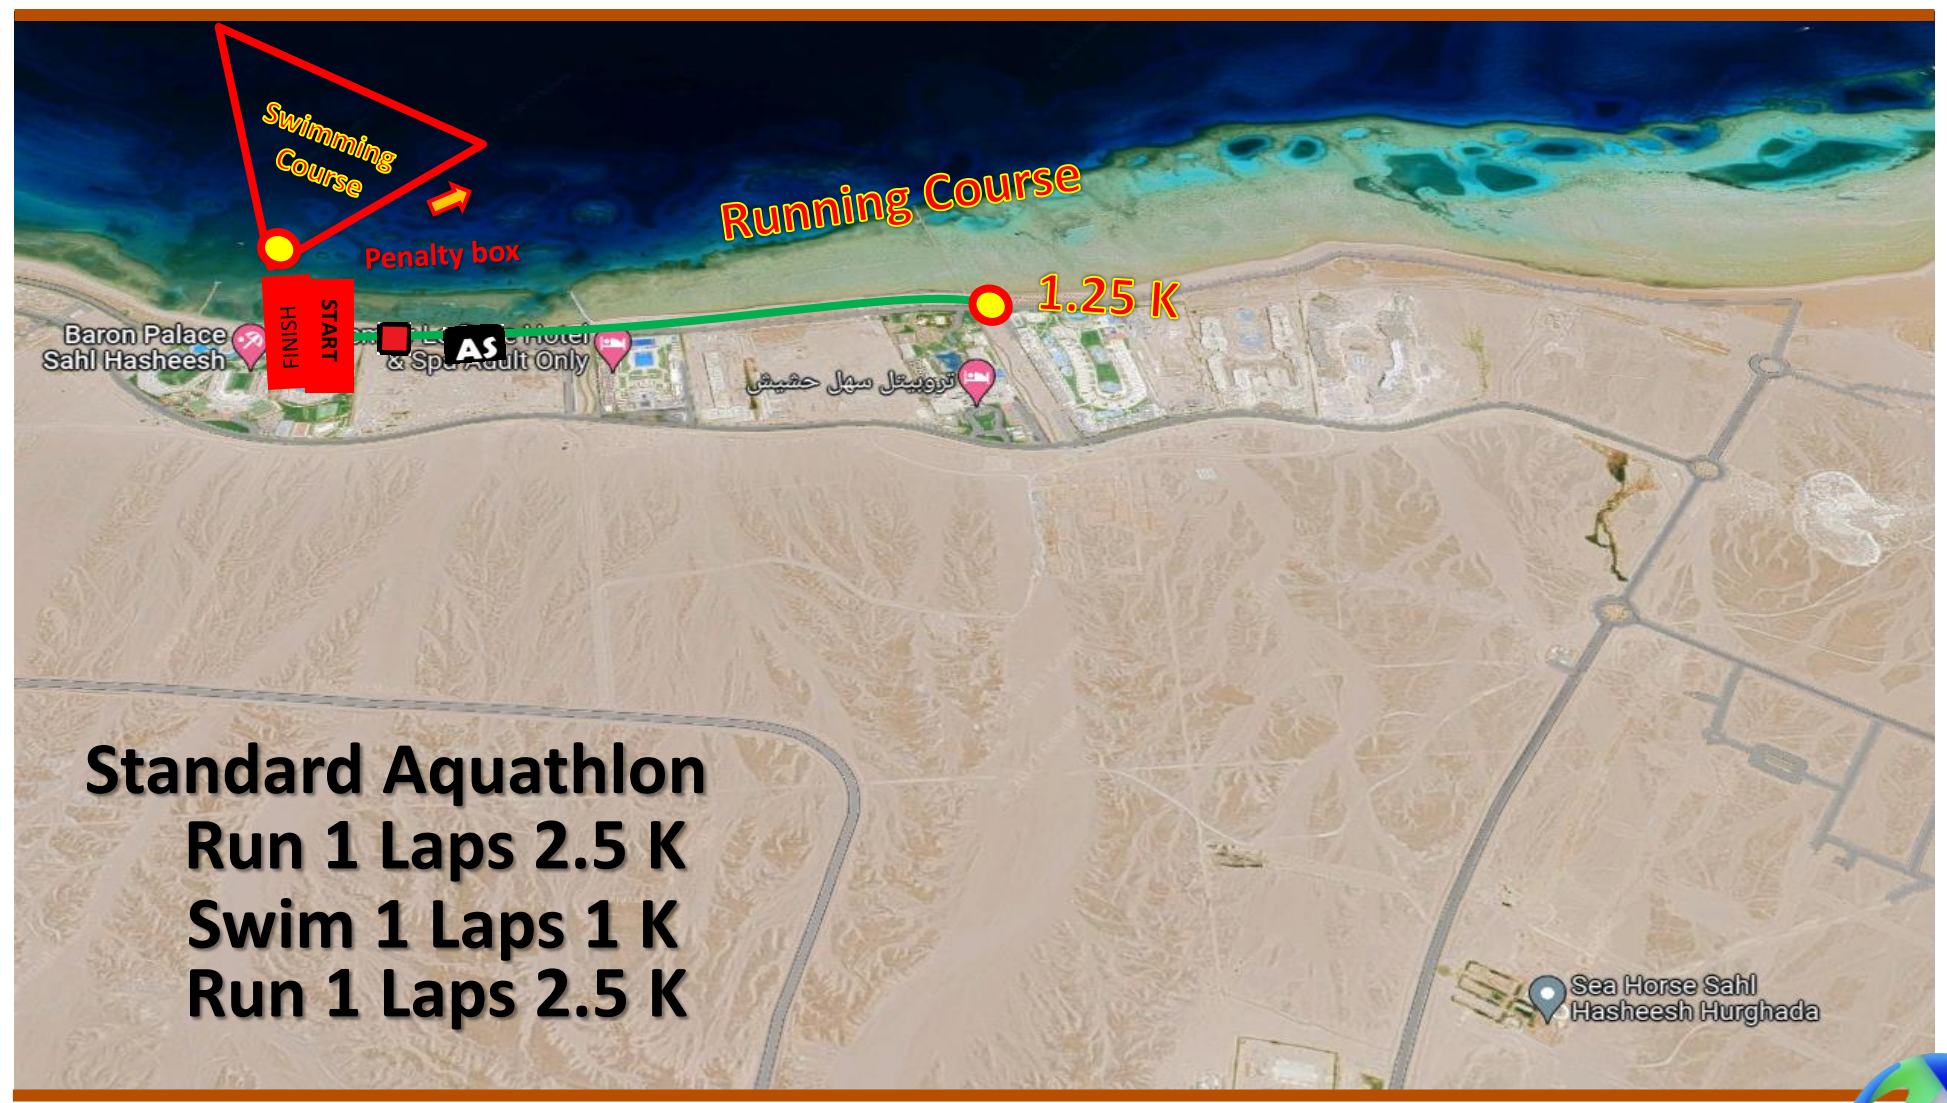 Swimming
Course
Running Course
Penalty box
1.25 K
FINISH
START
Baron Palace
Sahl Hasheesh
AS
Hotel
& Spa Adult Only
تروبيتل سهل حشيش
Standard Aquathlon
Run 1 Laps 2.5 K
Swim 1 Laps 1 K
Run 1 Laps 2.5 K
Sea Horse Sahl
Hasheesh Hurghada